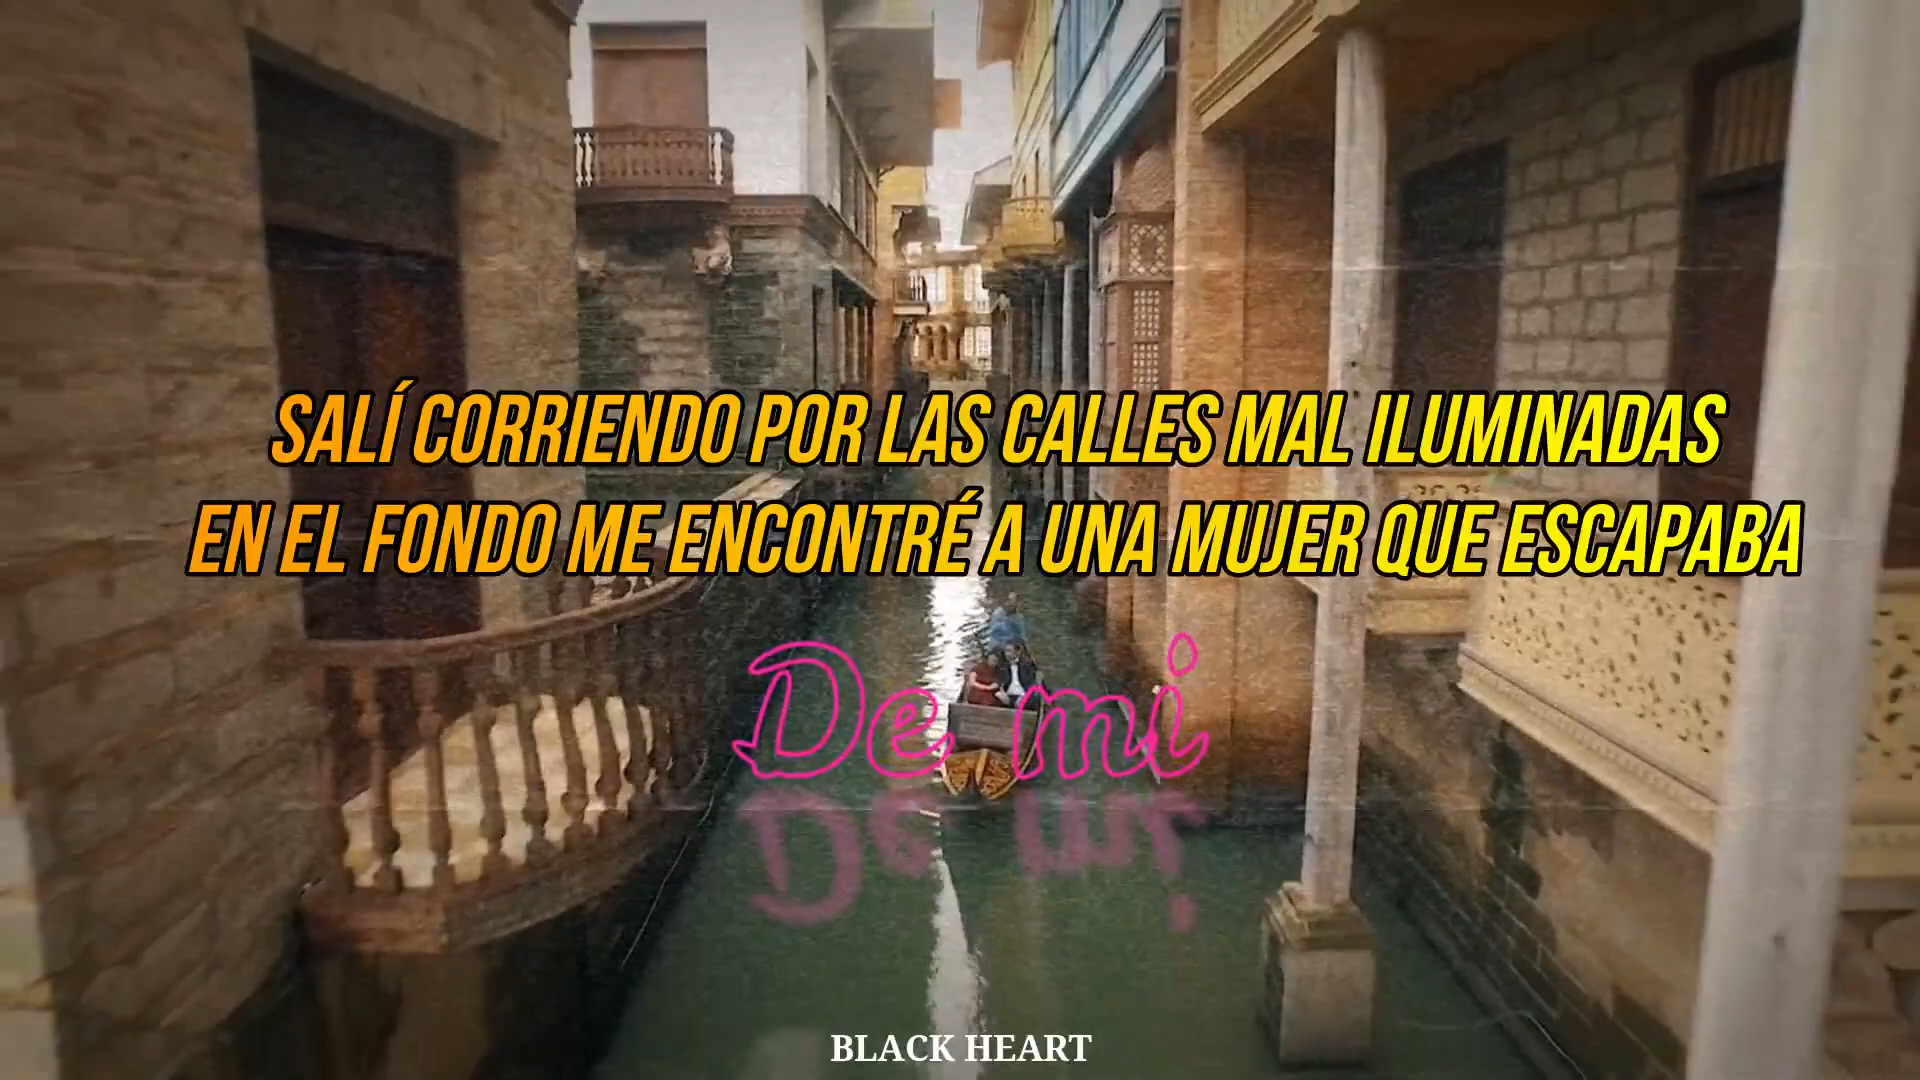 SALÍ CORRIENDO POR LAS CALLES MAL ILUMINADAS
EN EL FONDO ME ENCONTRÉ A UNA MUJER QUE ESCAPABA
De mi
BLACK HEART